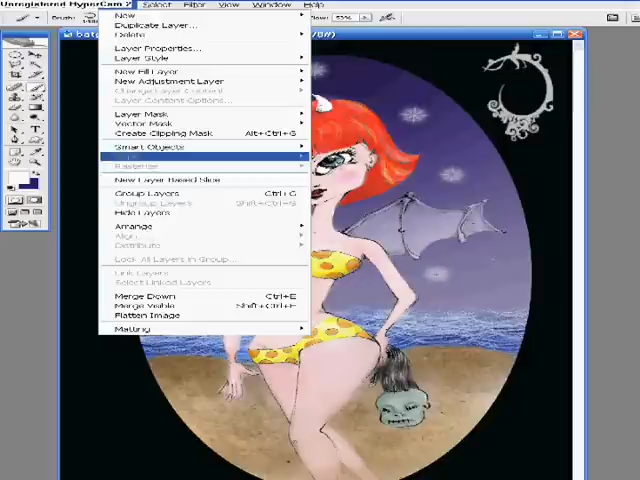 Unregistered HyperCam 2
Select Filter View Window Help
Brush:
Flow: 53%
New
Duplicate Layer...
Delete
Layer Properties...
Layer Style
New Fill Layer
New Adjustment Layer
Change Layer Content
Layer Content Options...
Layer Mask
Vector Mask
Create Clipping Mask Alt+Ctrl+G
Smart Objects
Type
Rasterize
New Layer Based Slice
Group Layers Ctrl+G
Ungroup Layers Shift+Ctrl+G
Hide Layers
Arrange
Align
Distribute
Lock All Layers in Group...
Link Layers
Select Linked Layers
Merge Down Ctrl+E
Merge Visible Shift+Ctrl+E
Flatten Image
Matting